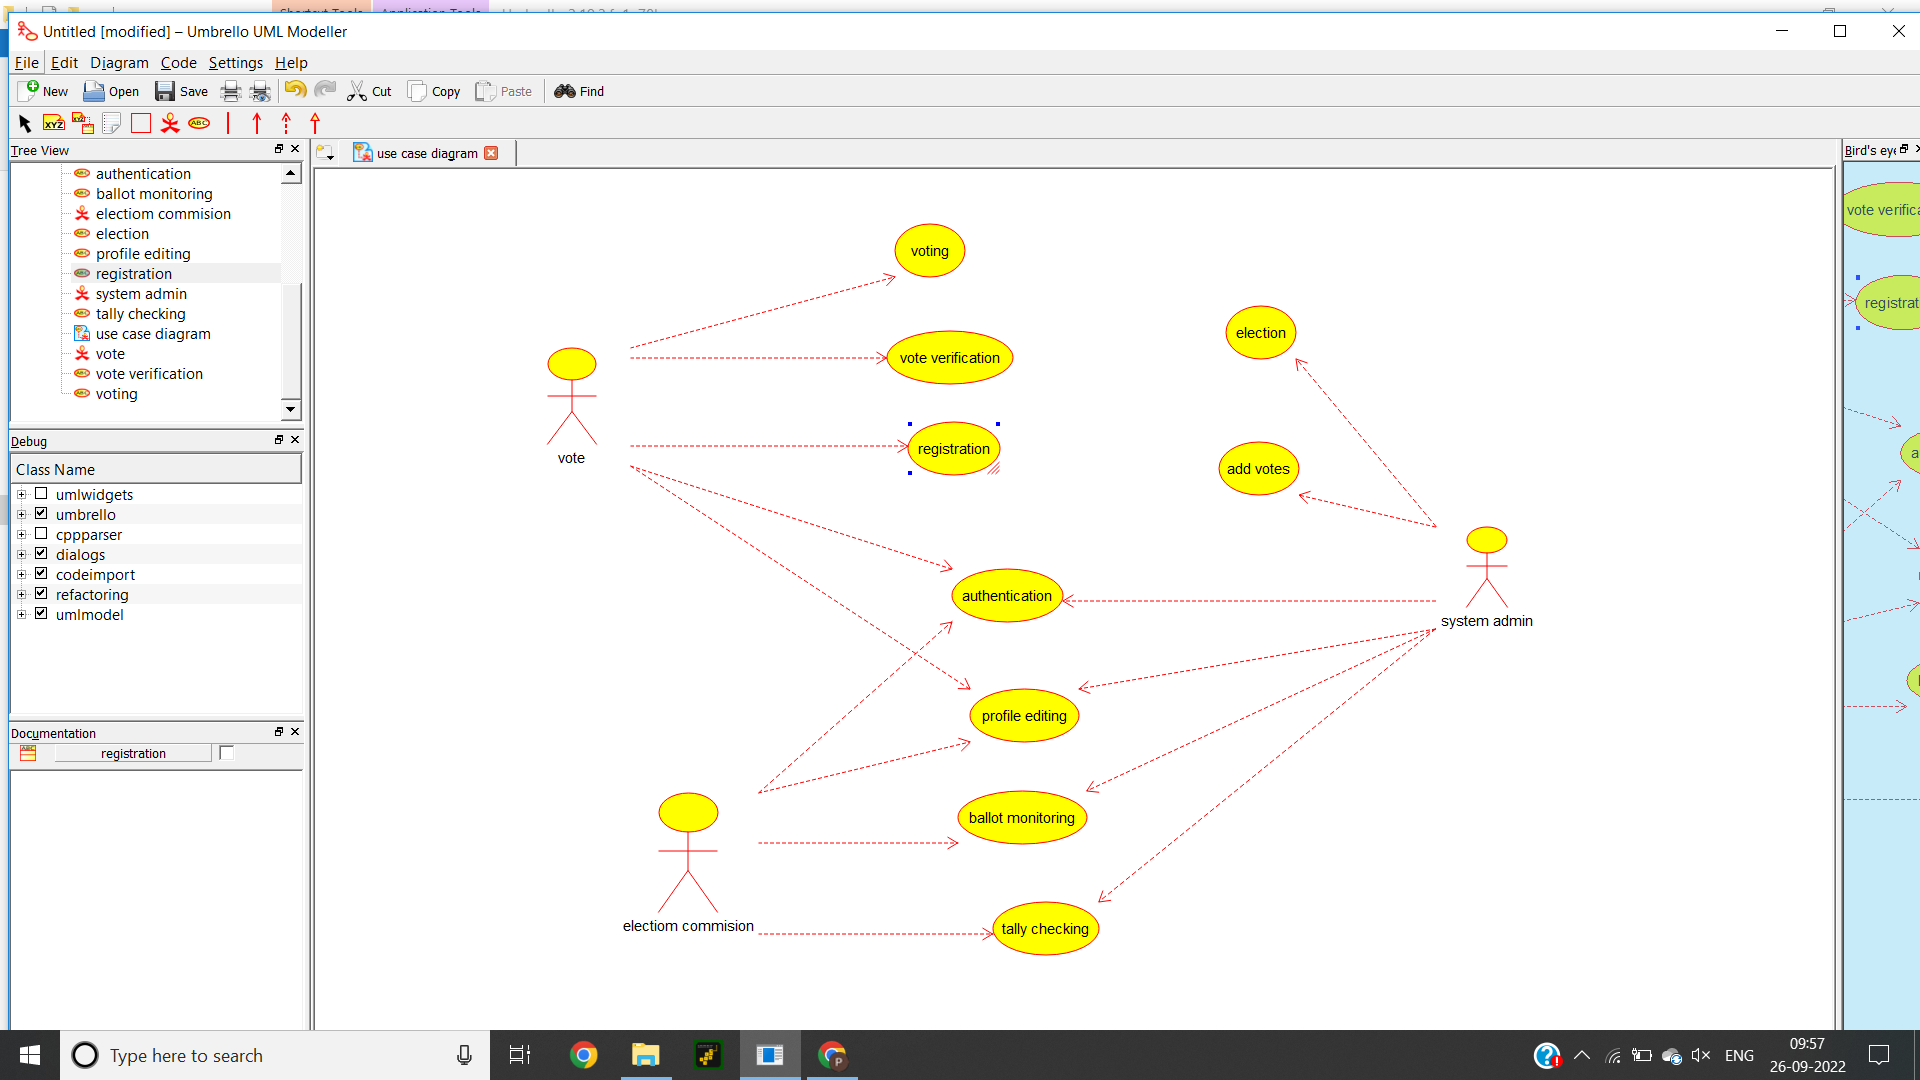 Untitled [modified] – Umbrello UML Modeller
File Edit Diagram Code Settings Help
New Open Save Cut Copy Paste Find
XYZ ABC
Tree View
use case diagram
Bird's eye
authentication
ballot monitoring
electiom commision
election
profile editing
registration
system admin
tally checking
use case diagram
vote
vote verification
voting
Debug
Class Name
umlwidgets
umbrello
cppparser
dialogs
codeimport
refactoring
umlmodel
Documentation
registration
voting
vote verification
registration
vote
election
add votes
authentication
system admin
profile editing
ballot monitoring
electiom commision
tally checking
vote verifica
registrat
a
Type here to search
ENG
09:57
26-09-2022